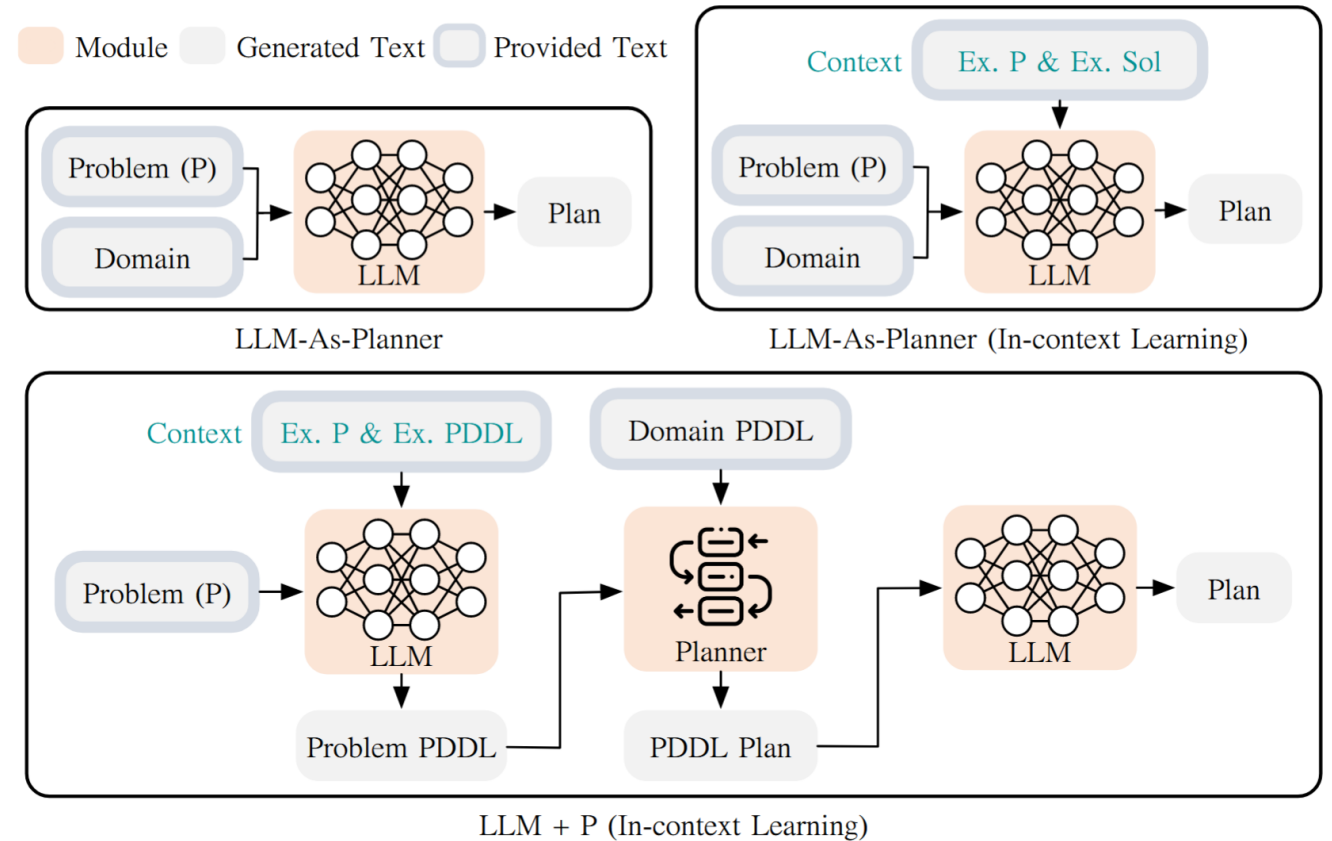 Module
Generated Text
Provided Text
Problem (P)
Domain
LLM
Plan
LLM-As-Planner
Context
Ex. P & Ex. Sol
Problem (P)
Domain
LLM
Plan
LLM-As-Planner (In-context Learning)
Context
Ex. P & Ex. PDDL
Domain PDDL
Problem (P)
LLM
Planner
LLM
Plan
Problem PDDL
PDDL Plan
LLM + P (In-context Learning)